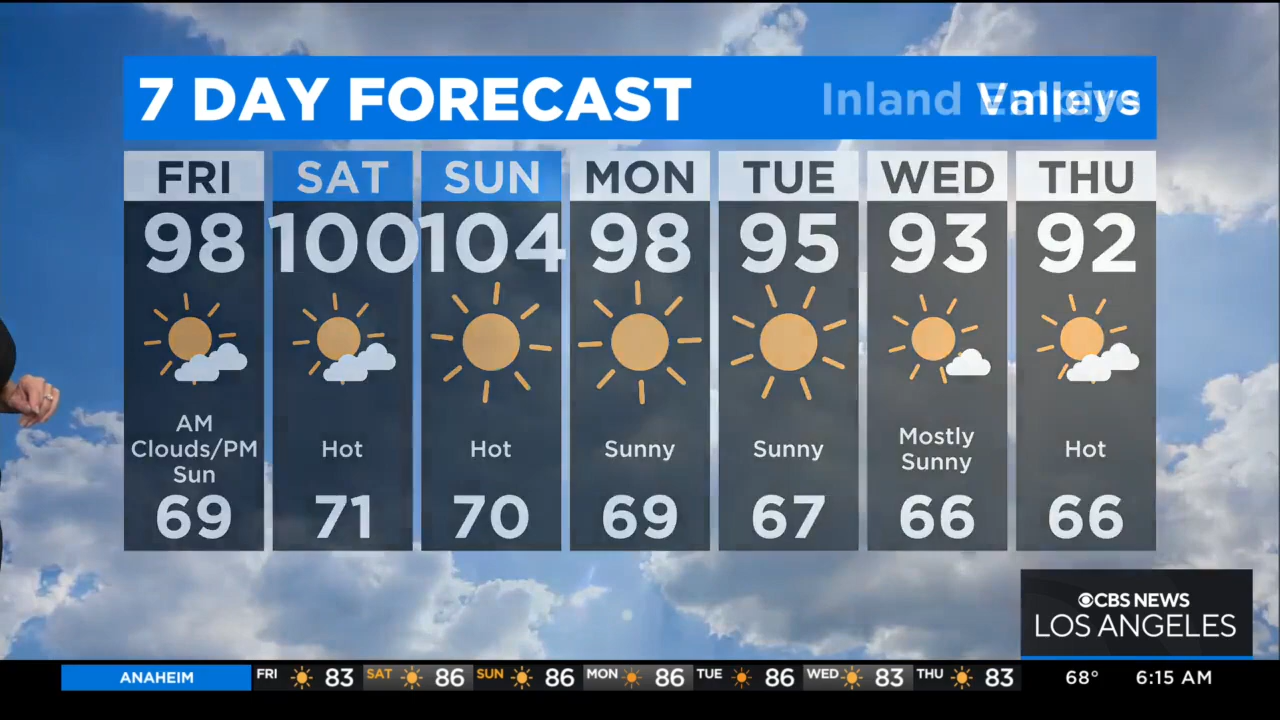 7 DAY FORECAST
Inland Empire Valleys
FRI SAT SUN MON TUE WED THU
98 100 104 98 95 93 92
AM
Clouds/PM
Sun
Hot
Hot
Sunny
Sunny
Mostly
Sunny
Hot
69 71 70 69 67 66 66
CBS NEWS
LOS ANGELES
ANAHEIM FRI 83 SAT 86 SUN 86 MON 86 TUE 86 WED 83 THU 83 68° 6:15 AM